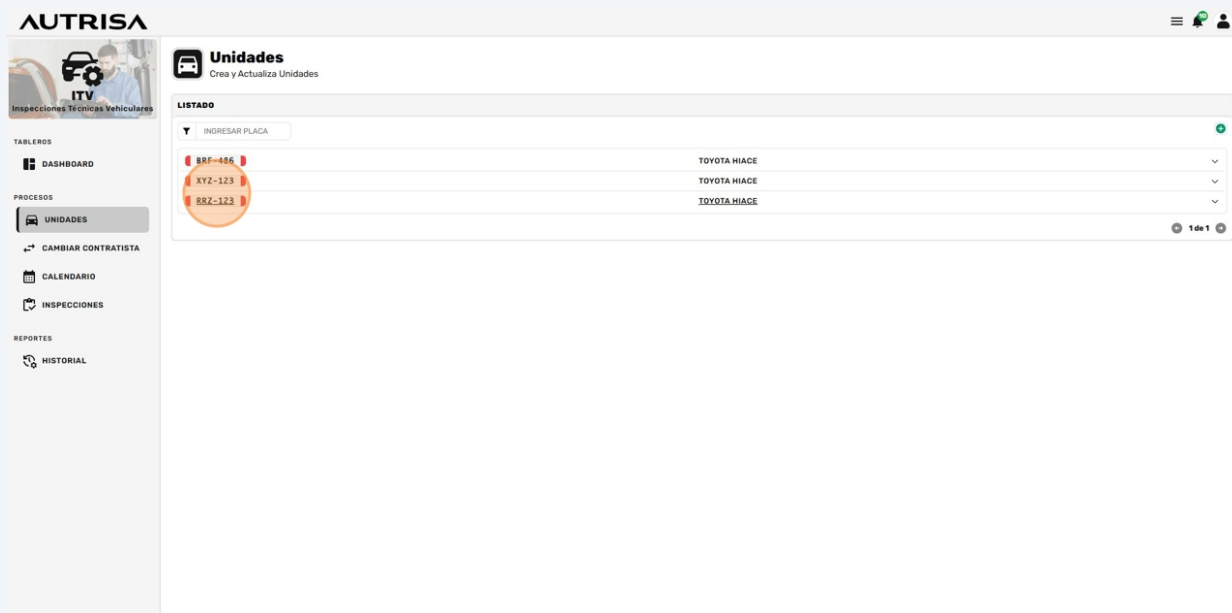 AUTRISA
ITV
Inspecciones Técnicas Vehiculares
TABLEROS
DASHBOARD
PROCESOS
UNIDADES
CAMBIAR CONTRATISTA
CALENDARIO
INSPECCIONES
REPORTES
HISTORIAL
Unidades
Crea y Actualiza Unidades
LISTADO
INGRESAR PLACA
BRF-486 TOYOTA HIACE
XYZ-123 TOYOTA HIACE
RRZ-123 TOYOTA HIACE
1 de 1